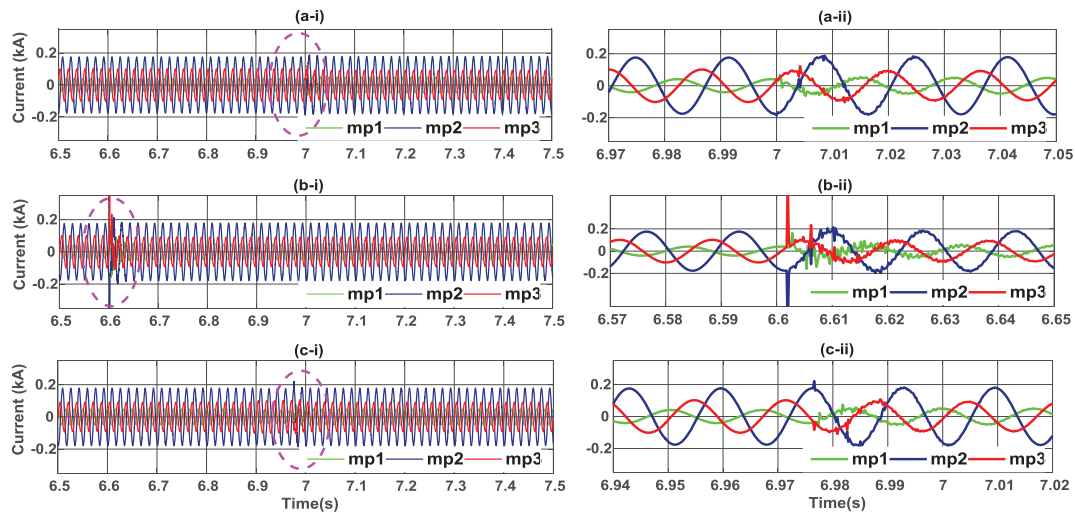 (a-i)
Current (kA)
0.2
0
-0.2
mp1 mp2 mp3
6.5 6.6 6.7 6.8 6.9 7 7.1 7.2 7.3 7.4 7.5
(a-ii)
0.2
0
-0.2
mp1 mp2 mp3
6.97 6.98 6.99 7 7.01 7.02 7.03 7.04 7.05
(b-i)
Current (kA)
0.2
0
-0.2
mp1 mp2 mp3
6.5 6.6 6.7 6.8 6.9 7 7.1 7.2 7.3 7.4 7.5
(b-ii)
0.2
0
-0.2
mp1 mp2 mp3
6.57 6.58 6.59 6.6 6.61 6.62 6.63 6.64 6.65
(c-i)
Current (kA)
0.2
0
-0.2
mp1 mp2 mp3
6.5 6.6 6.7 6.8 6.9 7 7.1 7.2 7.3 7.4 7.5
Time(s)
(c-ii)
0.2
0
-0.2
mp1 mp2 mp3
6.94 6.95 6.96 6.97 6.98 6.99 7 7.01 7.02
Time(s)